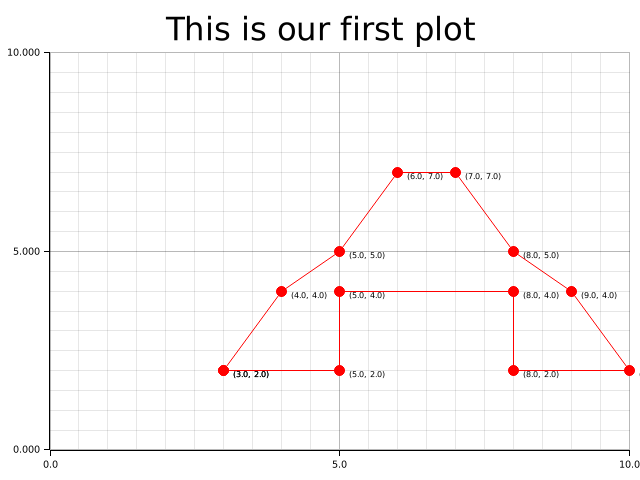 This is our first plot
10.000
(6.0, 7.0) (7.0, 7.0)
5.000
(5.0, 5.0) (8.0, 5.0)
(4.0, 4.0) (5.0, 4.0) (8.0, 4.0) (9.0, 4.0)
(3.0, 2.0) (5.0, 2.0) (8.0, 2.0)
0.000
0.0 5.0 10.0